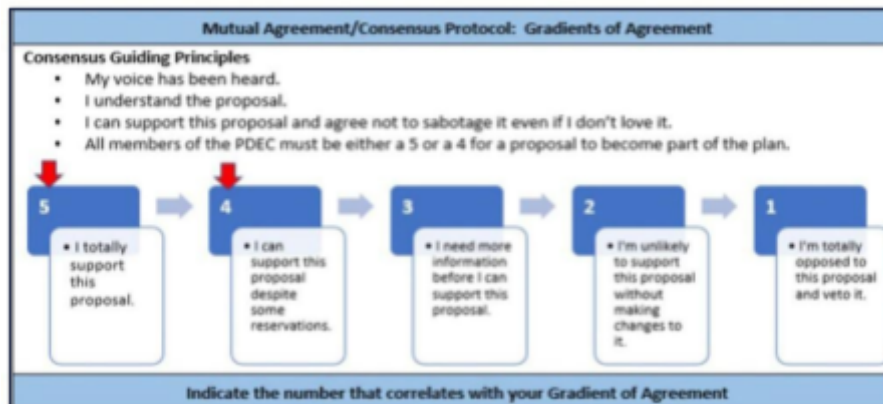 Mutual Agreement/Consensus Protocol: Gradients of Agreement
Consensus Guiding Principles
• My voice has been heard.
• I understand the proposal.
• I can support this proposal and agree not to sabotage it even if I don't love it.
• All members of the PDEC must be either a 5 or a 4 for a proposal to become part of the plan.
5
• I totally
support
this
proposal.
4
• I can
support this
proposal
despite
some
reservations.
3
• I need more
information
before I can
support this
proposal.
2
• I'm unlikely
to support
this proposal
without
making
changes to
it.
1
• I'm totally
opposed to
this proposal
and veto it.
Indicate the number that correlates with your Gradient of Agreement